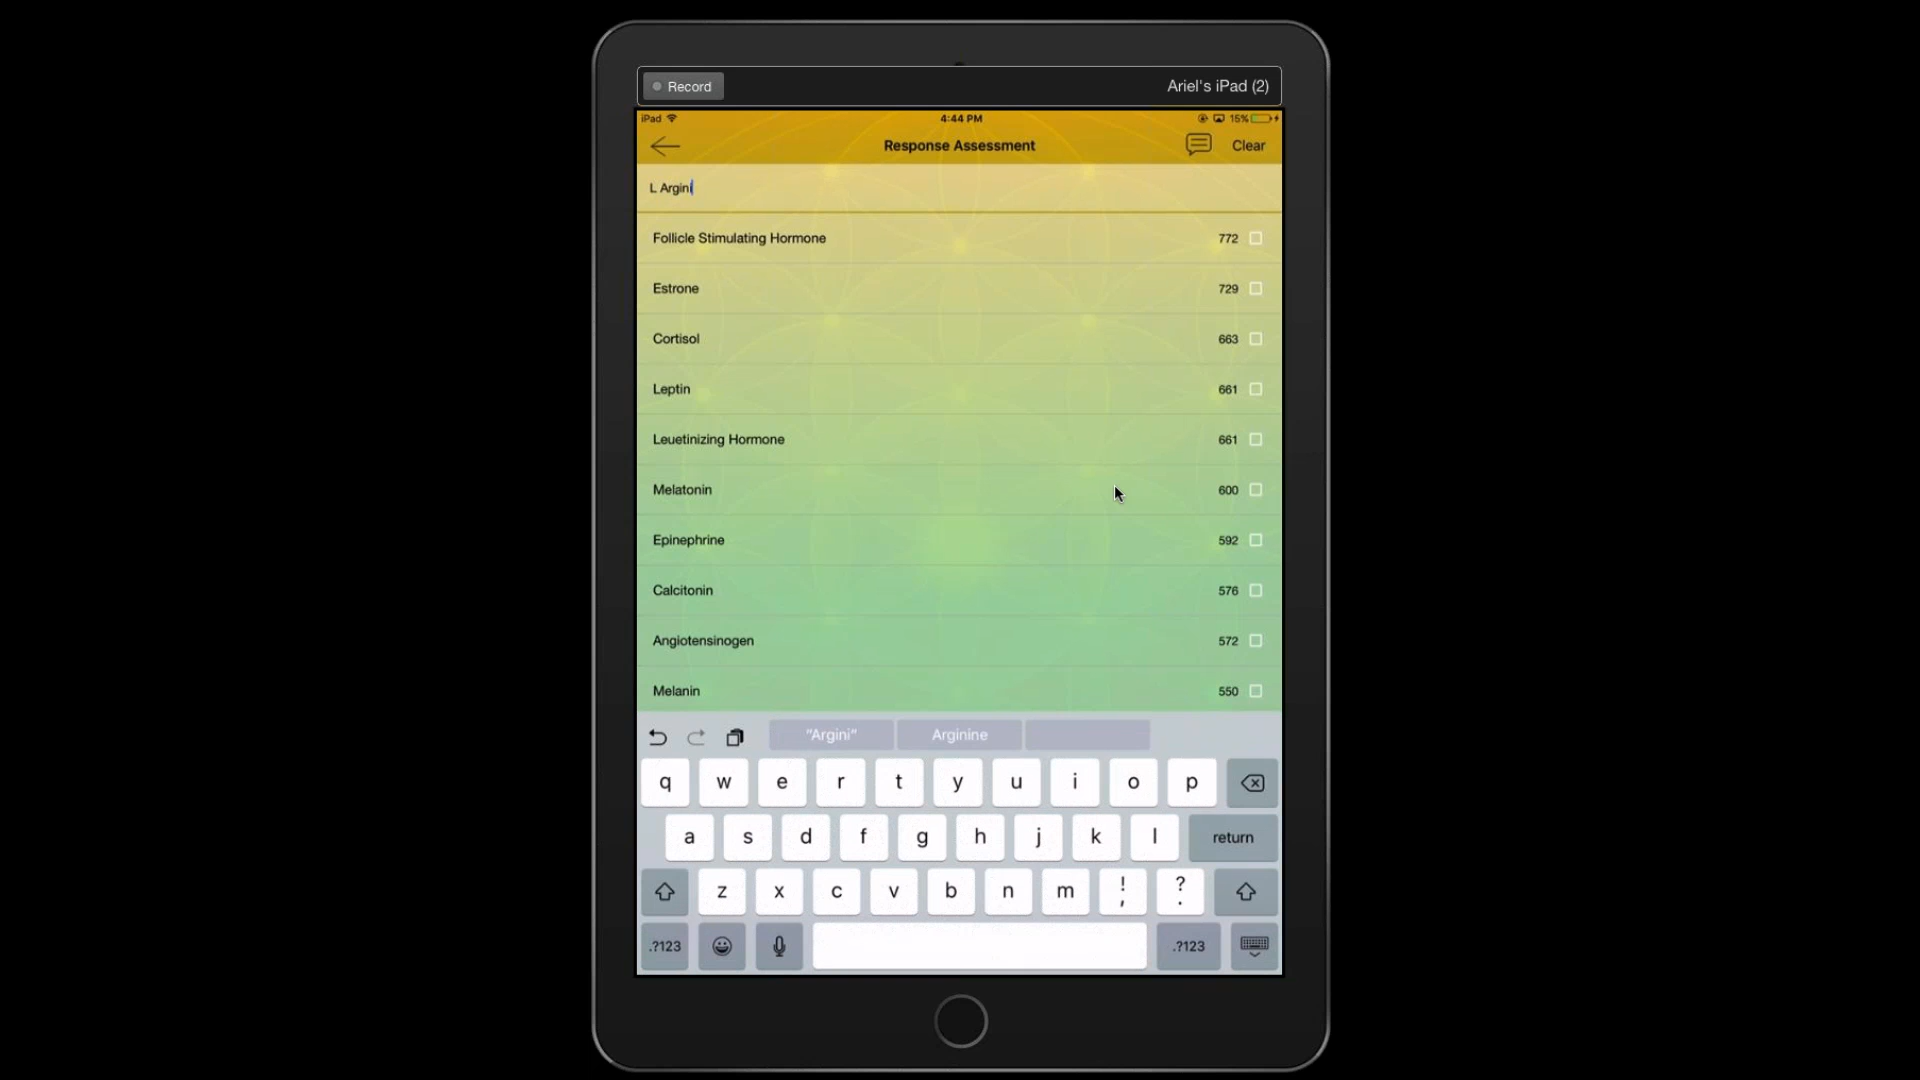 Record
Ariel's iPad (2)
iPad 4:44 PM 15%
Response Assessment Clear
L Argini
Follicle Stimulating Hormone 772
Estrone 729
Cortisol 663
Leptin 661
Leuetinizing Hormone 661
Melatonin 600
Epinephrine 592
Calcitonin 576
Angiotensinogen 572
Melanin 550
"Argini" Arginine
q w e r t y u i o p
a s d f g h j k l return
z x c v b n m ! , ? .
.?123 .?123